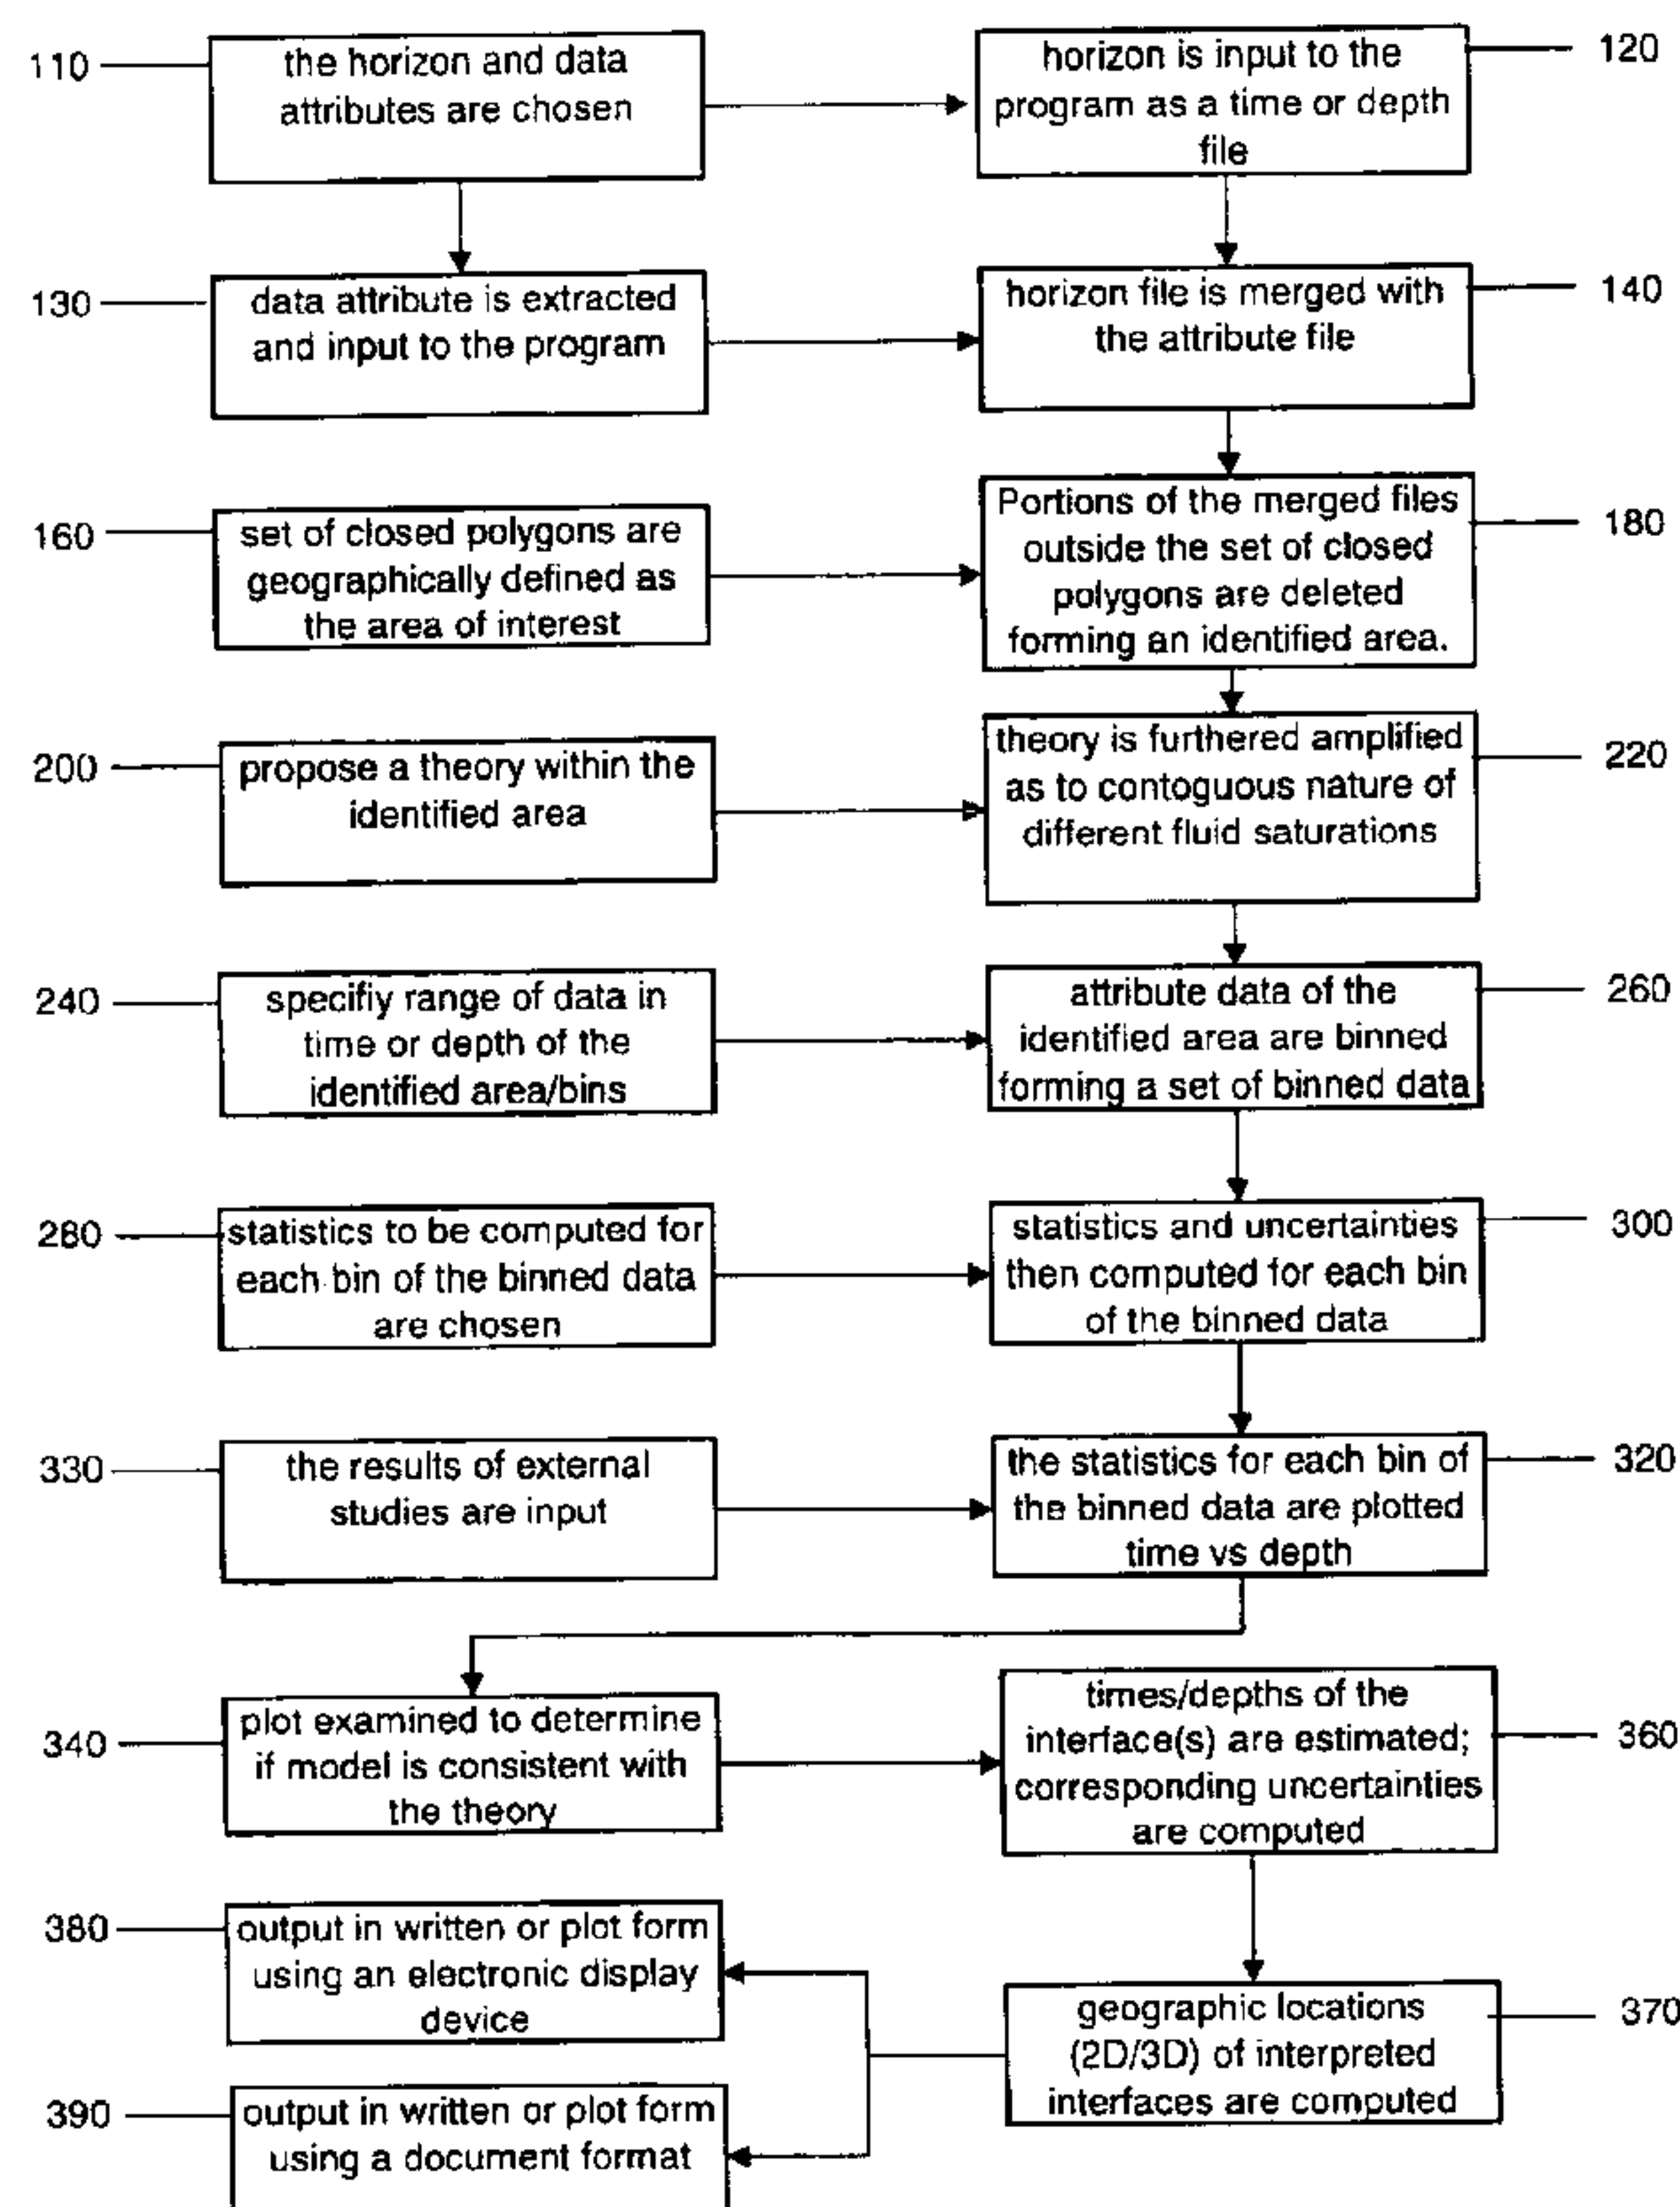 110
the horizon and data
attributes are chosen
120
horizon is input to the
program as a time or depth
file
130
data attribute is extracted
and input to the program
140
horizon file is merged with
the attribute file
160
set of closed polygons are
geographically defined as
the area of interest
180
Portions of the merged files
outside the set of closed
polygons are deleted
forming an identified area.
200
propose a theory within the
identified area
220
theory is furthered amplified
as to contoguous nature of
different fluid saturations
240
specifiy range of data in
time or depth of the
identified area/bins
260
attribute data of the
identified area are binned
forming a set of binned data
280
statistics to be computed for
each bin of the binned data
are chosen
300
statistics and uncertainties
then computed for each bin
of the binned data
330
the results of external
studies are input
320
the statistics for each bin of
the binned data are plotted
time vs depth
340
plot examined to determine
if model is consistent with
the theory
360
times/depths of the
interface(s) are estimated;
corresponding uncertainties
are computed
380
output in written or plot form
using an electronic display
device
370
geographic locations
(2D/3D) of interpreted
interfaces are computed
390
output in written or plot form
using a document format